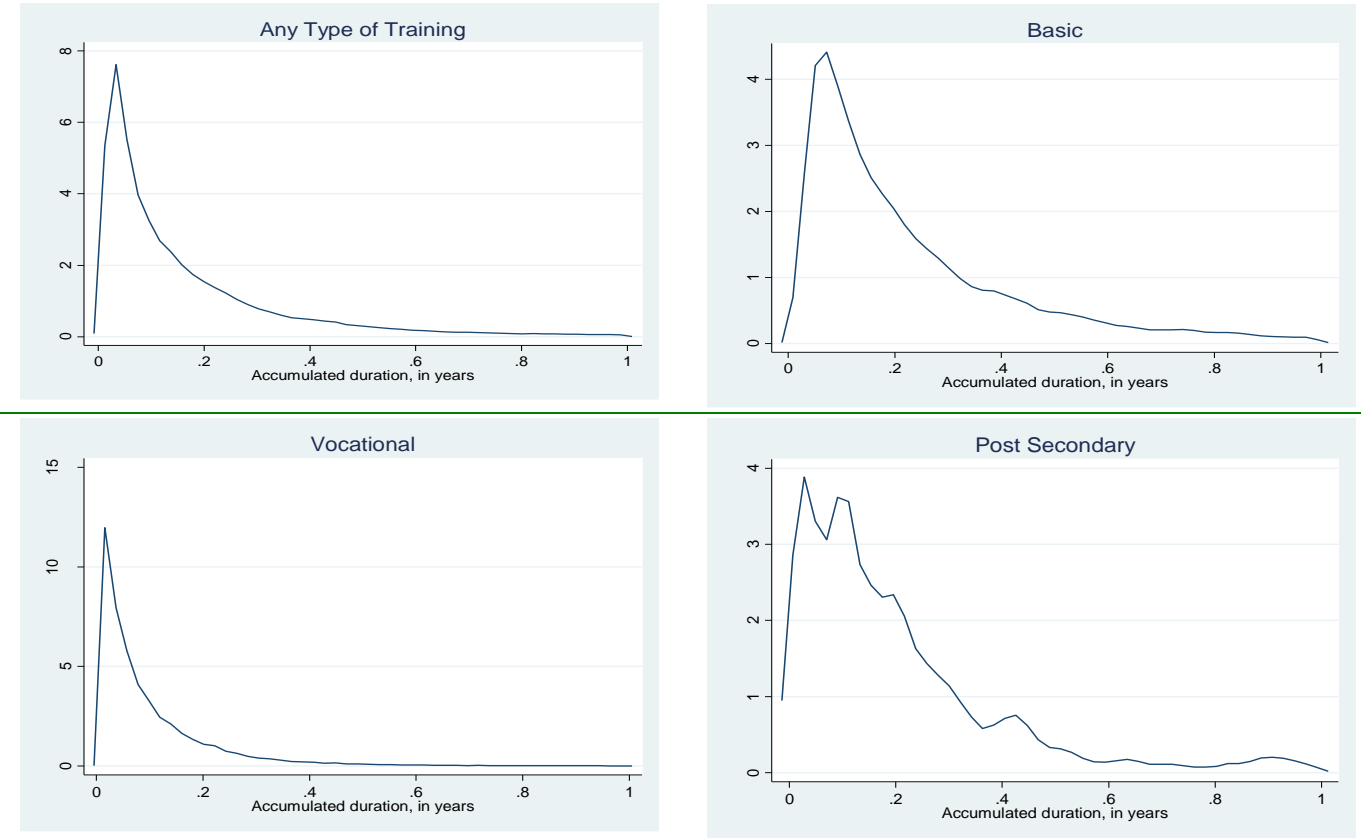 Any Type of Training
8
6
4
2
0
0 .2 .4 .6 .8 1
Accumulated duration, in years
Basic
4
3
2
1
0
0 .2 .4 .6 .8 1
Accumulated duration, in years
Vocational
15
10
5
0
0 .2 .4 .6 .8 1
Accumulated duration, in years
Post Secondary
4
3
2
1
0
0 .2 .4 .6 .8 1
Accumulated duration, in years